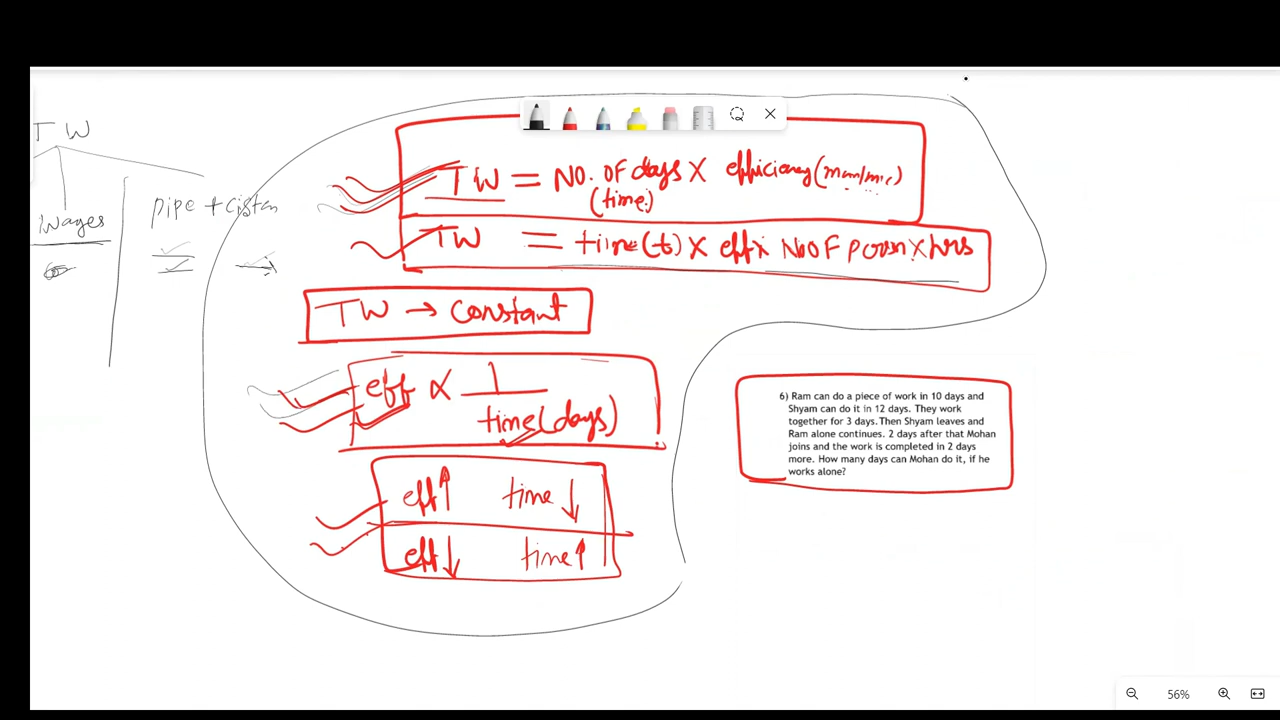 TW
wages
pipe + cistern
TW = NO. OF days X efficiency (man/mic)
(time)
TW = time (t) X eff X NO OF person X hrs
TW → constant
eff ∝ 1
time (days)
eff↑ time ↓
eff↓ time↑
6) Ram can do a piece of work in 10 days and
Shyam can do it in 12 days. They work
together for 3 days. Then Shyam leaves and
Ram alone continues. 2 days after that Mohan
joins and the work is completed in 2 days
more. How many days can Mohan do it, if he
works alone?
56%